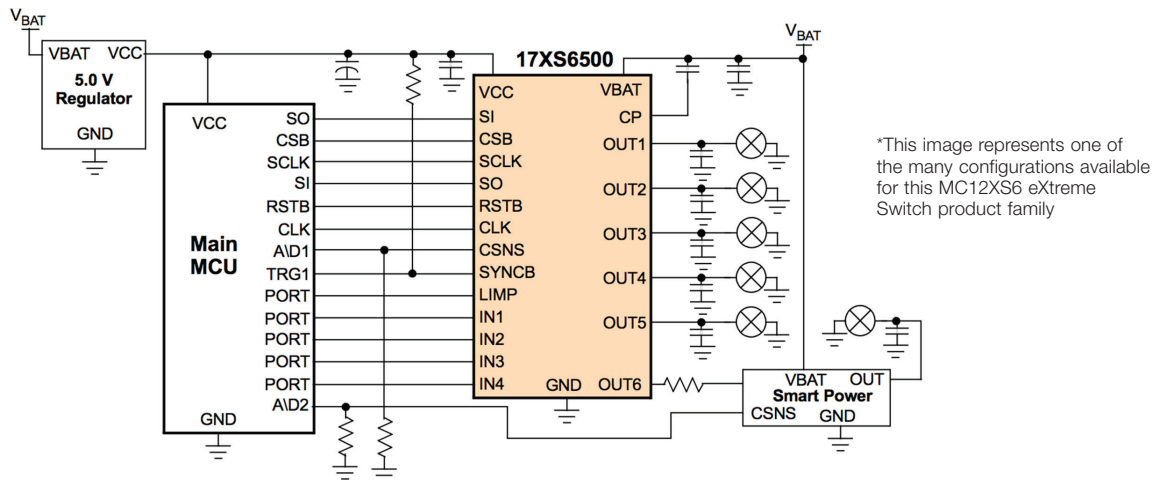 VBAT
VBAT VCC
5.0 V
Regulator
GND
VCC
SO
CSB
SCLK
SI
RSTB
CLK
A\D1
TRG1
PORT
PORT
PORT
PORT
PORT
A\D2
Main
MCU
GND
17XS6500
VCC
SI
CSB
SCLK
SO
RSTB
CLK
CSNS
SYNCB
LIMP
IN1
IN2
IN3
IN4
GND
VBAT
CP
OUT1
OUT2
OUT3
OUT4
OUT5
OUT6
VBAT
VBAT OUT
Smart Power
CSNS GND
*This image represents one of
the many configurations available
for this MC12XS6 eXtreme
Switch product family